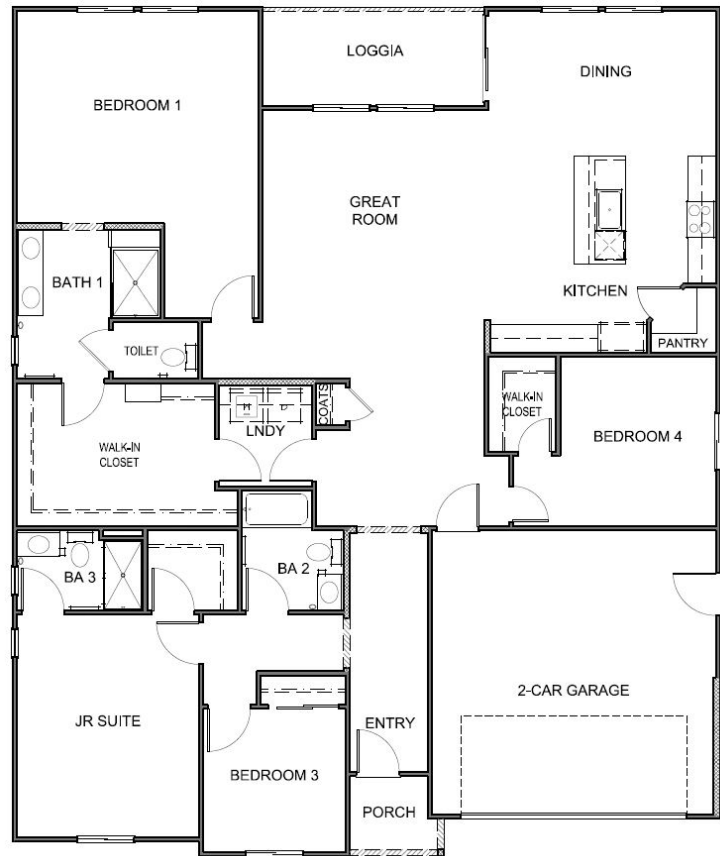 LOGGIA
DINING
BEDROOM 1
GREAT
ROOM
BATH 1
KITCHEN
TOILET
PANTRY
COATS
WALK-IN
CLOSET
LNDY
BEDROOM 4
WALK-IN
CLOSET
BA 3
BA 2
2-CAR GARAGE
JR SUITE
ENTRY
BEDROOM 3
PORCH